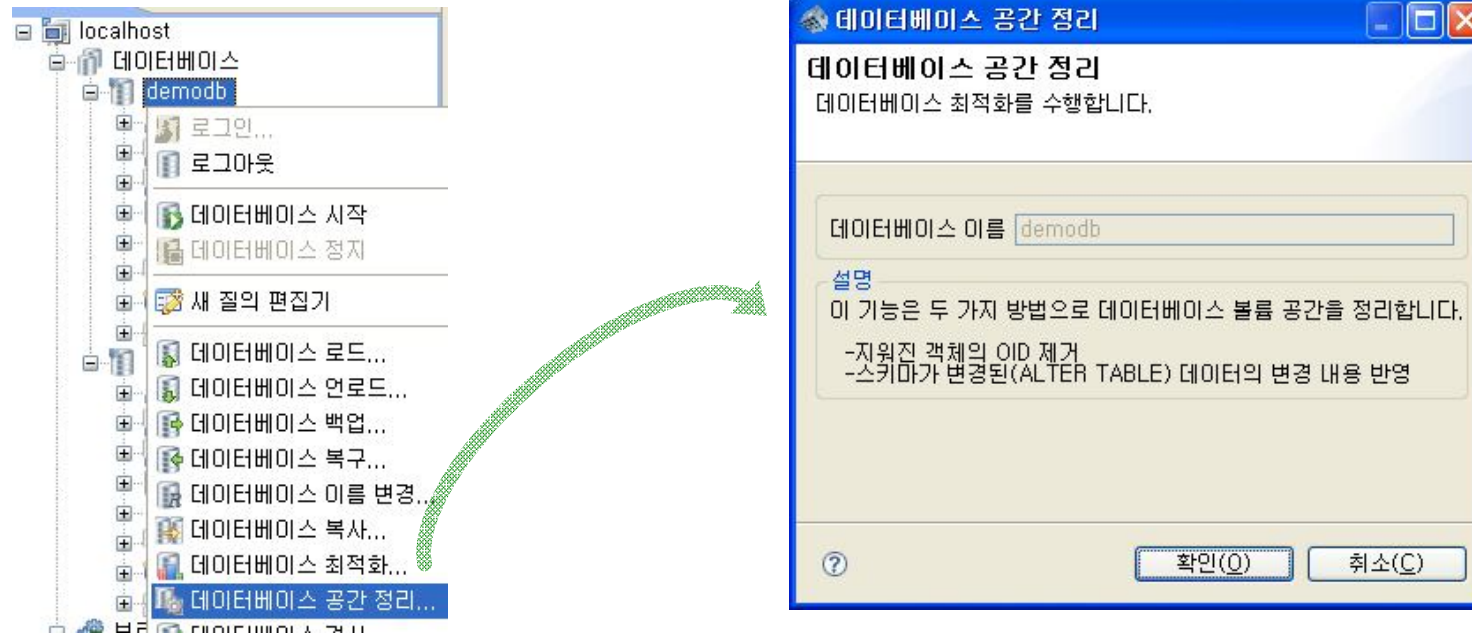 localhost
데이터베이스
demodb
로그인...
로그아웃
데이터베이스 시작
데이터베이스 정지
새 질의 편집기
데이터베이스 로드...
데이터베이스 언로드...
데이터베이스 백업...
데이터베이스 복구...
데이터베이스 이름 변경...
데이터베이스 복사...
데이터베이스 최적화...
데이터베이스 공간 정리...
데이터베이스 공간 정리
데이터베이스 공간 정리
데이터베이스 최적화를 수행합니다.
데이터베이스 이름 demodb
설명
이 기능은 두 가지 방법으로 데이터베이스 볼륨 공간을 정리합니다.
-지워진 객체의 OID 제거
-스키마가 변경된(ALTER TABLE) 데이터의 변경 내용 반영
확인(O) 취소(C)